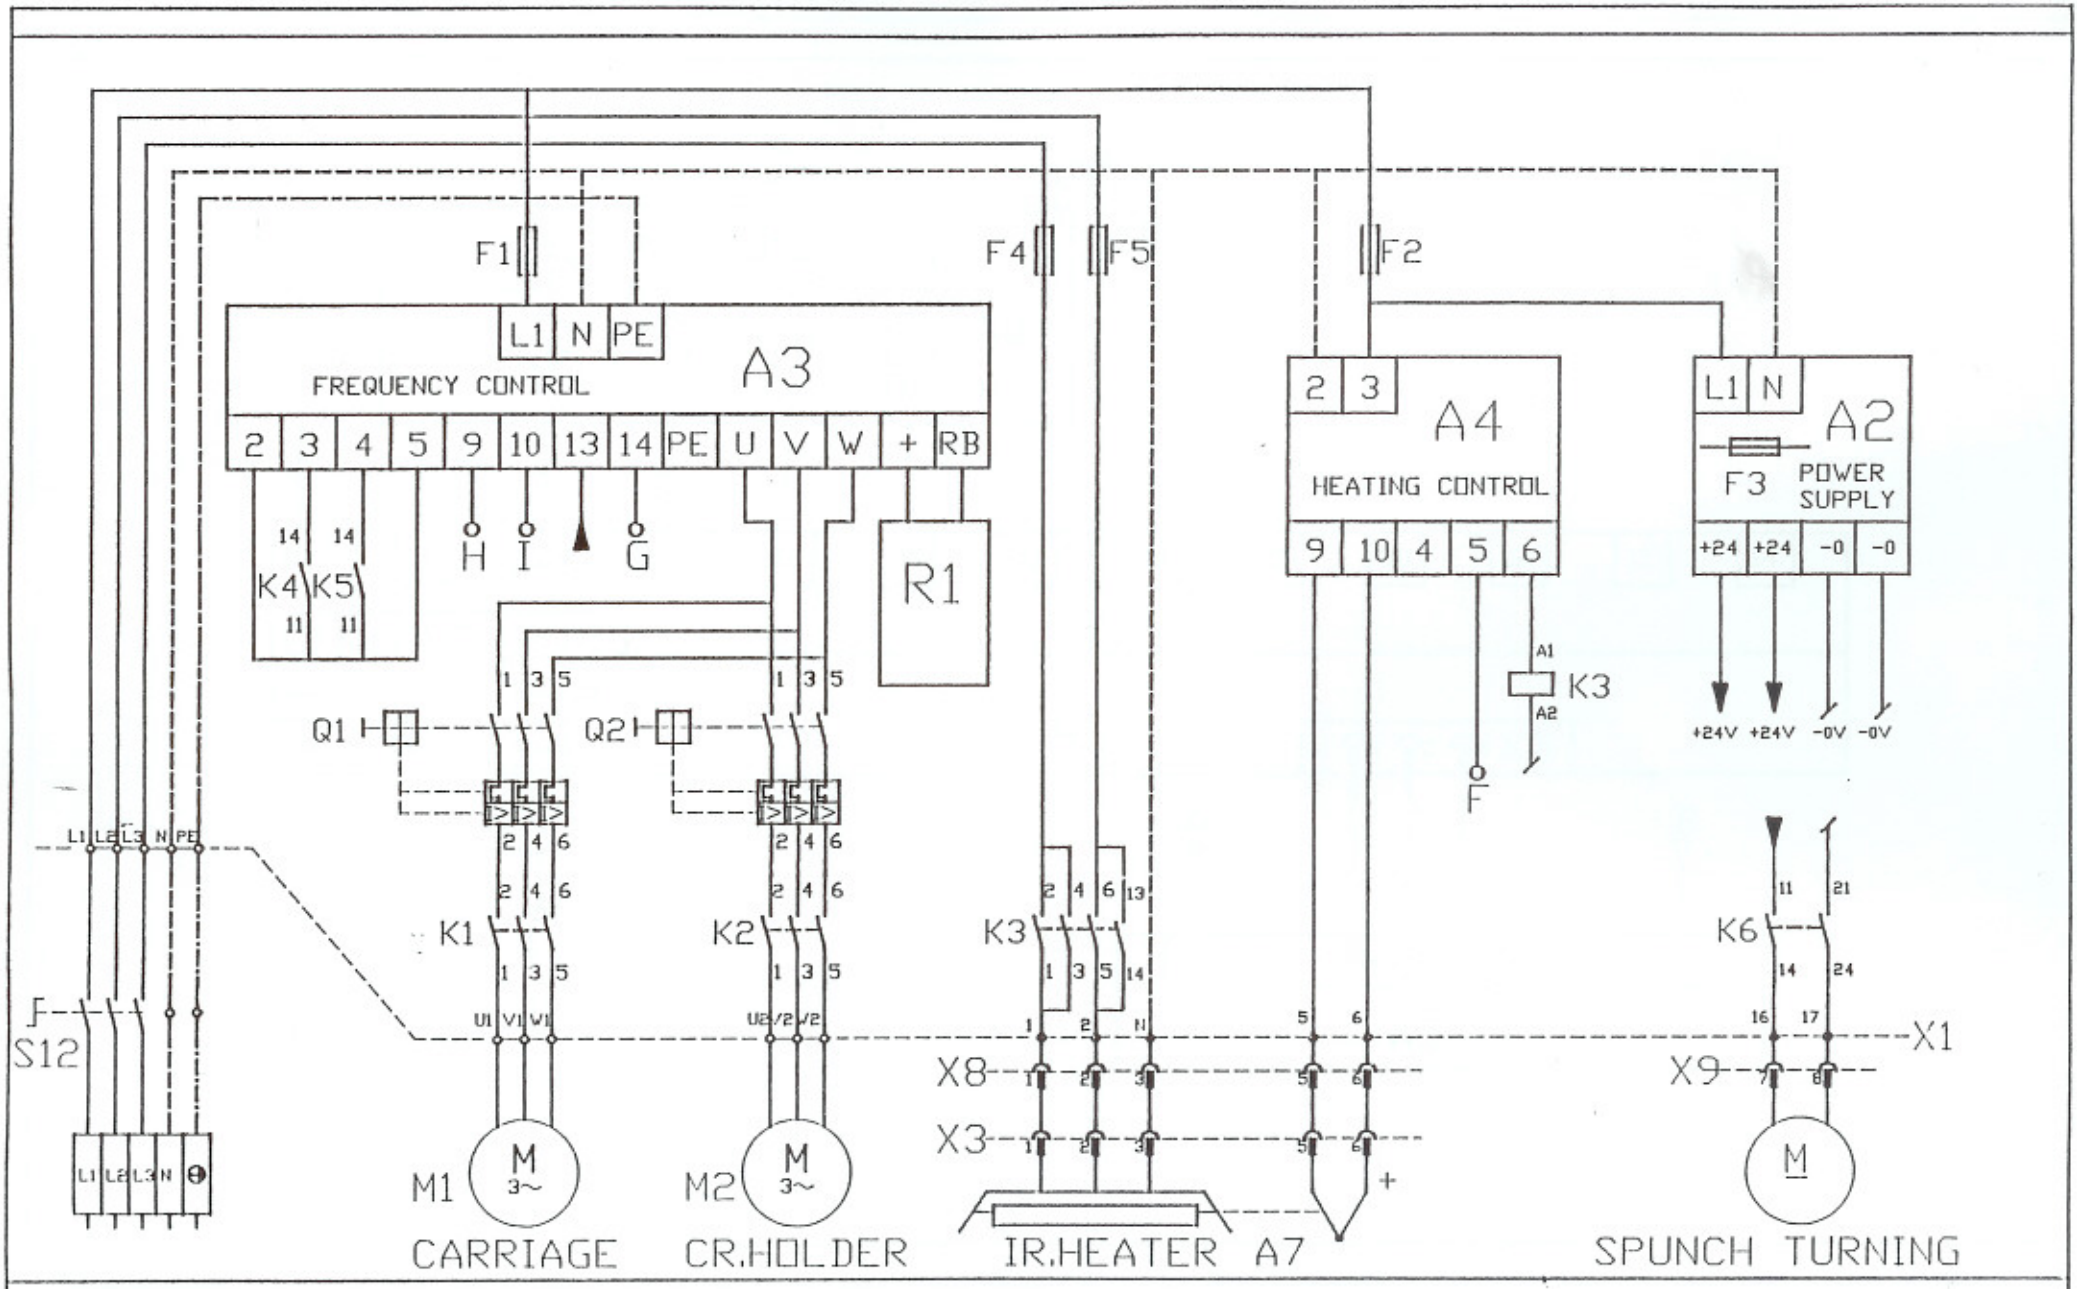 F1
F4
F5
F2
L1 N PE
A3
FREQUENCY CONTROL
2 3 4 5 9 10 13 14 PE U V W + RB
2 3
A4
HEATING CONTROL
9 10 4 5 6
L1 N
A2
F3
POWER
SUPPLY
+24 +24 -0 -0
14 14
K4 K5
11 11
H I G
R1
A1
K3
A2
F
+24V +24V -0V -0V
1 3 5
1 3 5
Q1
Q2
I> I> I>
I> I> I>
2 4 6
2 4 6
L1 L2 L3 N PE
2 4 6
2 4 6
2 4 6 13
11 21
K1
K2
K3
K6
1 3 5
1 3 5
1 3 5 14
14 24
U1 V1 W1
U2 V2 W2
1 2 N
5 6
16 17
X1
S12
X8
1 2 3 5 6
X9
7 8
X3
1 2 3 5 6
L1 L2 L3 N
M1
M
3~
M2
M
3~
+
M
CARRIAGE
CR.HOLDER
IR.HEATER A7
SPUNCH TURNING